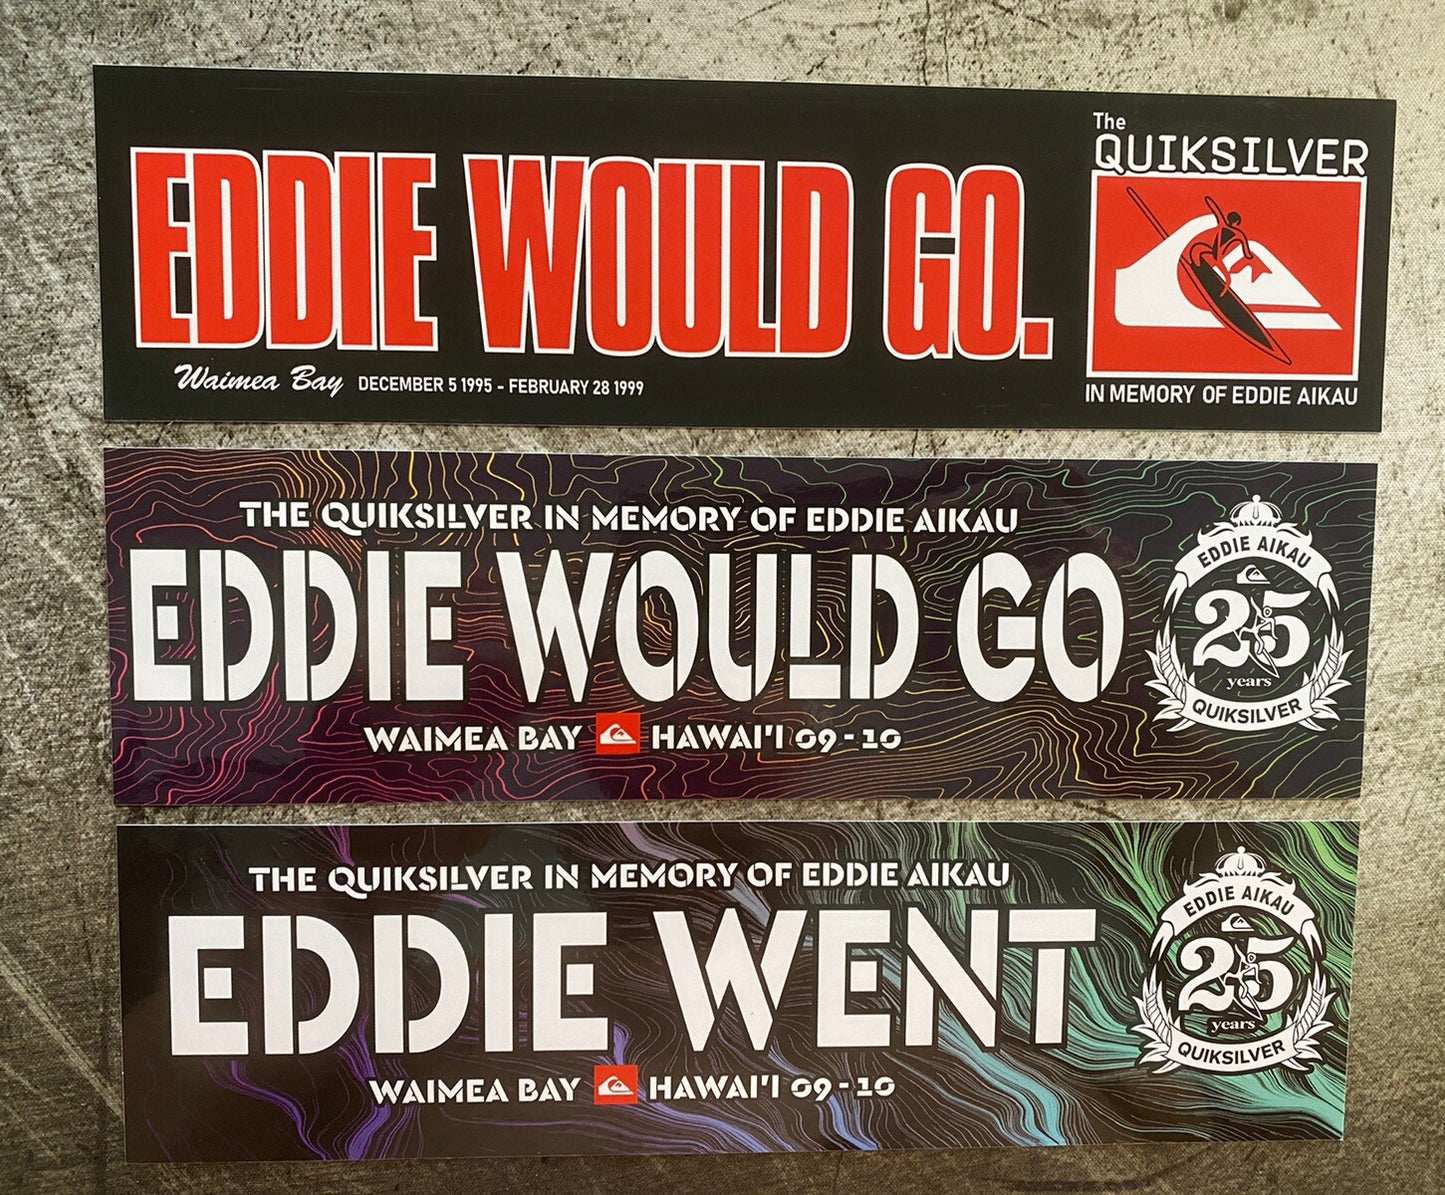 The
QUIKSILVER
EDDIE WOULD GO.
Waimea Bay DECEMBER 5 1995 - FEBRUARY 28 1999
IN MEMORY OF EDDIE AIKAU
THE QUIKSILVER IN MEMORY OF EDDIE AIKAU
EDDIE WOULD GO
WAIMEA BAY HAWAI'I 09-10
EDDIE AIKAU
25
years
QUIKSILVER
THE QUIKSILVER IN MEMORY OF EDDIE AIKAU
EDDIE WENT
WAIMEA BAY HAWAI'I 09-10
EDDIE AIKAU
25
years
QUIKSILVER